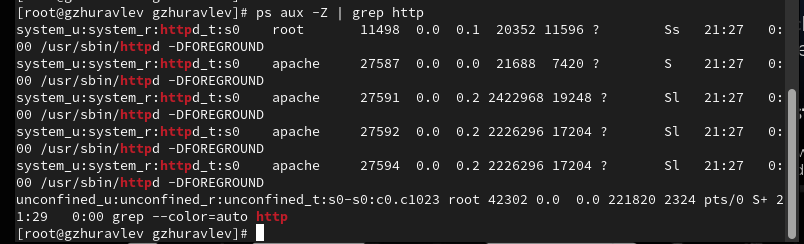 [root@gzhuravlev gzhuravlev]# ps aux -Z | grep http
system_u:system_r:httpd_t:s0    root       11498  0.0  0.1  20352 11596 ?        Ss   21:27   0:
00 /usr/sbin/httpd -DFOREGROUND
system_u:system_r:httpd_t:s0    apache     27587  0.0  0.0  21688  7420 ?        S    21:27   0:
00 /usr/sbin/httpd -DFOREGROUND
system_u:system_r:httpd_t:s0    apache     27591  0.0  0.2 2422968 19248 ?       Sl   21:27   0:
00 /usr/sbin/httpd -DFOREGROUND
system_u:system_r:httpd_t:s0    apache     27592  0.0  0.2 2226296 17204 ?       Sl   21:27   0:
00 /usr/sbin/httpd -DFOREGROUND
system_u:system_r:httpd_t:s0    apache     27594  0.0  0.2 2226296 17204 ?       Sl   21:27   0:
00 /usr/sbin/httpd -DFOREGROUND
unconfined_u:unconfined_r:unconfined_t:s0-s0:c0.c1023 root 42302 0.0  0.0 221820 2324 pts/0 S+ 2
1:29   0:00 grep --color=auto http
[root@gzhuravlev gzhuravlev]#